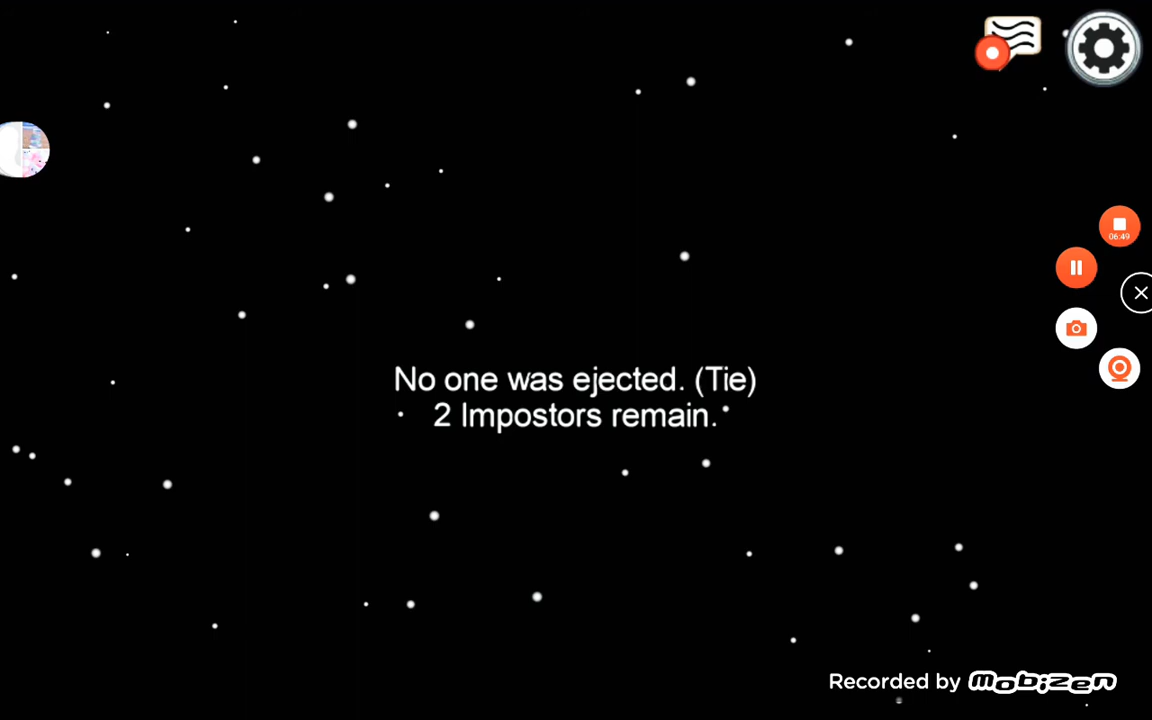 06:49
No one was ejected. (Tie)
2 Impostors remain.
Recorded by mobizen